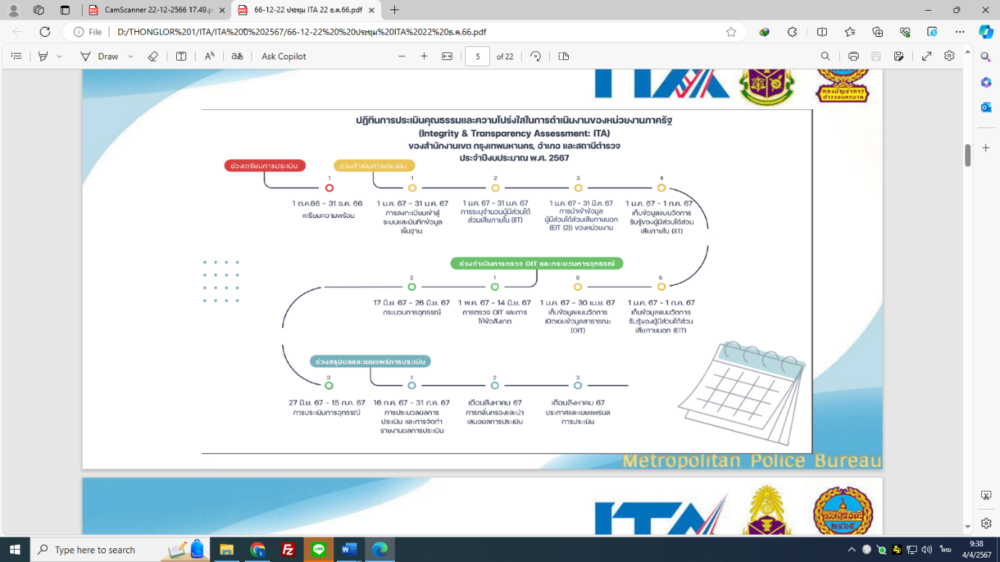 CamScanner 22-12-2566 17.49.p
66-12-22 ประชุม ITA 22 ธ.ค.66.pdf
File
D:/THONGLOR%201/ITA/ITA%20ปี%202567/66-12-22%20%20ประชุม%20ITA%2022%20ธ.ค.66.pdf
Draw
Ask Copilot
5
of 22
ITA
กองบัญชาการ
ตำรวจนครบาล
ปฏิทินการประเมินคุณธรรมและความโปร่งใสในการดำเนินงานของหน่วยงานภาครัฐ
(Integrity & Transparency Assessment: ITA)
ของสำนักงานเขต กรุงเทพมหานคร, อำเภอ และสถานีตำรวจ
ประจำปีงบประมาณ พ.ศ. 2567
ช่วงเตรียมการประเมิน
1
1 ต.ค.66 - 31 ธ.ค. 66
เตรียมความพร้อม
ช่วงดำเนินการประเมิน
1
1 ม.ค. 67 - 31 ม.ค. 67
การลงทะเบียนเข้าสู่
ระบบและบันทึกข้อมูล
พื้นฐาน
2
1 ม.ค. 67 - 31 ม.ค. 67
การระบุจำนวนผู้มีส่วนได้
ส่วนเสียภายใน (IIT)
3
1 ม.ค. 67 - 31 มี.ค. 67
การนำเข้าข้อมูล
ผู้มีส่วนได้ส่วนเสียภายนอก
(EIT (2)) ของหน่วยงาน
4
1 ม.ค. 67 - 1 ก.ค. 67
เก็บข้อมูลแบบวัดการ
รับรู้ของผู้มีส่วนได้ส่วน
เสียภายใน (IIT)
5
1 ม.ค. 67 - 1 ก.ค. 67
เก็บข้อมูลแบบวัดการ
รับรู้ของผู้มีส่วนได้ส่วน
เสียภายนอก (EIT)
6
1 ม.ค. 67 - 30 เม.ย. 67
เก็บข้อมูลแบบวัดการ
เปิดเผยข้อมูลสาธารณะ
(OIT)
ช่วงดำเนินการตรวจ OIT และกระบวนการอุทธรณ์
1
1 พ.ค. 67 - 14 มิ.ย. 67
การตรวจ OIT และการ
ให้ข้อสังเกต
2
17 มิ.ย. 67 - 26 มิ.ย. 67
กระบวนการอุทธรณ์
3
27 มิ.ย. 67 - 15 ก.ค. 67
การประเมินการอุทธรณ์
ช่วงสรุปผลและเผยแพร่การประเมิน
1
16 ก.ค. 67 - 31 ก.ค. 67
การประมวลผลการ
ประเมิน และการจัดทำ
รายงานผลการประเมิน
2
เดือนสิงหาคม 67
การกลั่นกรองและนำ
เสนอผลการประเมิน
3
เดือนสิงหาคม 67
ประกาศและเผยแพร่ผล
การประเมิน
Metropolitan Police Bureau
ITA
๒๔๖๕
Type here to search
ไทย
9:38
4/4/2567